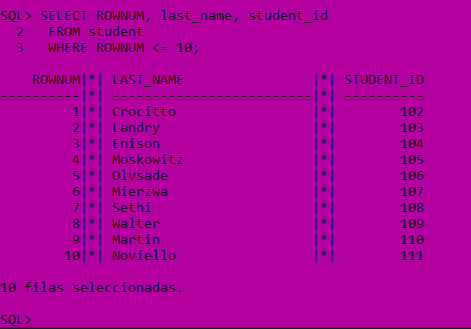 SQL> SELECT ROWNUM, last_name, student_id
  2   FROM student
  3   WHERE ROWNUM <= 10;
    ROWNUM|*| LAST_NAME                |*| STUDENT_ID
----------|*| -------------------------|*| ----------
         1|*| Crocitto                 |*|        102
         2|*| Landry                   |*|        103
         3|*| Enison                   |*|        104
         4|*| Moskowitz                |*|        105
         5|*| Olvsade                  |*|        106
         6|*| Mierzwa                  |*|        107
         7|*| Sethi                    |*|        108
         8|*| Walter                   |*|        109
         9|*| Martin                   |*|        110
        10|*| Noviello                 |*|        111
10 filas seleccionadas.
SQL>